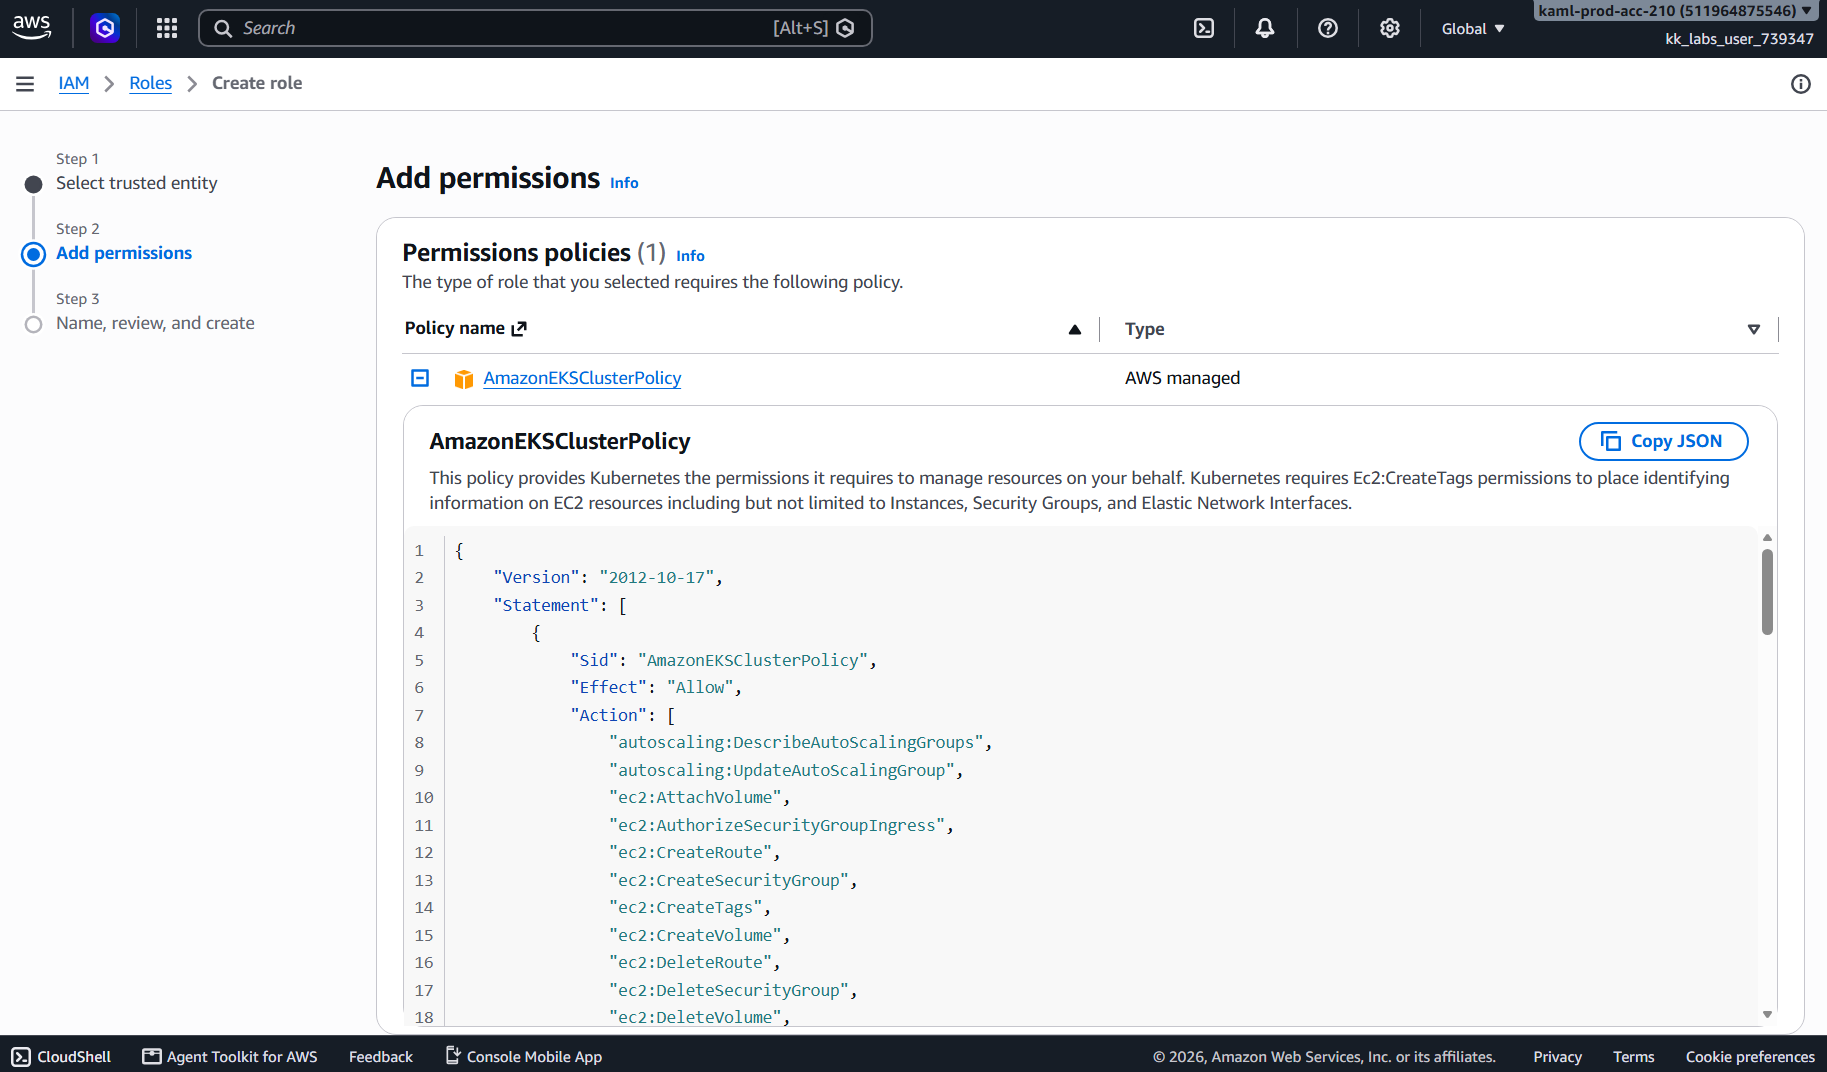 aws
Search
[Alt+S]
Global
kaml-prod-acc-210 (511964875546)
kk_labs_user_739347
IAM
Roles
Create role
Step 1
Select trusted entity
Step 2
Add permissions
Step 3
Name, review, and create
Add permissions Info
Permissions policies (1) Info
The type of role that you selected requires the following policy.
Policy name
Type
AmazonEKSClusterPolicy
AWS managed
AmazonEKSClusterPolicy
Copy JSON
This policy provides Kubernetes the permissions it requires to manage resources on your behalf. Kubernetes requires Ec2:CreateTags permissions to place identifying
information on EC2 resources including but not limited to Instances, Security Groups, and Elastic Network Interfaces.
1 {
2 "Version": "2012-10-17",
3 "Statement": [
4 {
5 "Sid": "AmazonEKSClusterPolicy",
6 "Effect": "Allow",
7 "Action": [
8 "autoscaling:DescribeAutoScalingGroups",
9 "autoscaling:UpdateAutoScalingGroup",
10 "ec2:AttachVolume",
11 "ec2:AuthorizeSecurityGroupIngress",
12 "ec2:CreateRoute",
13 "ec2:CreateSecurityGroup",
14 "ec2:CreateTags",
15 "ec2:CreateVolume",
16 "ec2:DeleteRoute",
17 "ec2:DeleteSecurityGroup",
18 "ec2:DeleteVolume",
CloudShell
Agent Toolkit for AWS
Feedback
Console Mobile App
© 2026, Amazon Web Services, Inc. or its affiliates.
Privacy
Terms
Cookie preferences